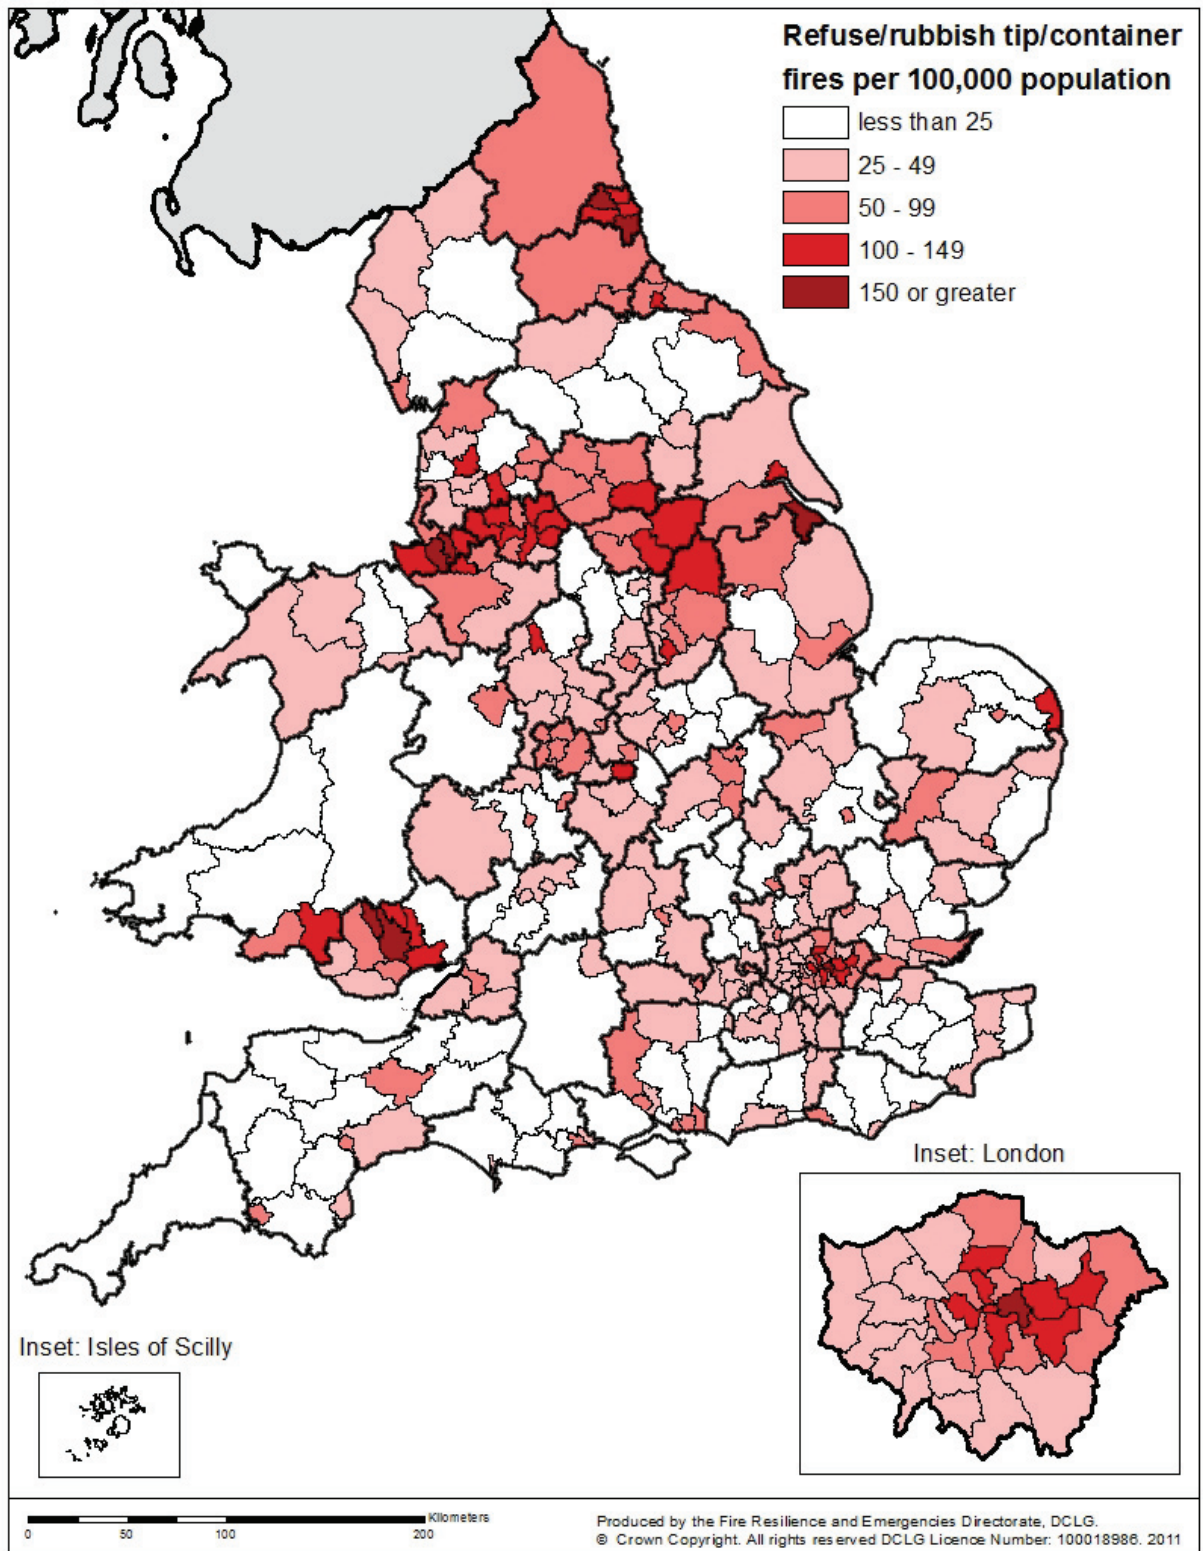 Refuse/rubbish tip/container
fires per 100,000 population
less than 25
25 - 49
50 - 99
100 - 149
150 or greater
Inset: London
Inset: Isles of Scilly
Kilometers
0 50 100 200
Produced by the Fire Resilience and Emergencies Directorate, DCLG.
© Crown Copyright. All rights reserved DCLG Licence Number: 100018986. 2011